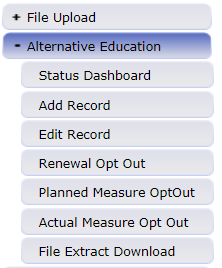 + File Upload
- Alternative Education
Status Dashboard
Add Record
Edit Record
Renewal Opt Out
Planned Measure OptOut
Actual Measure Opt Out
File Extract Download